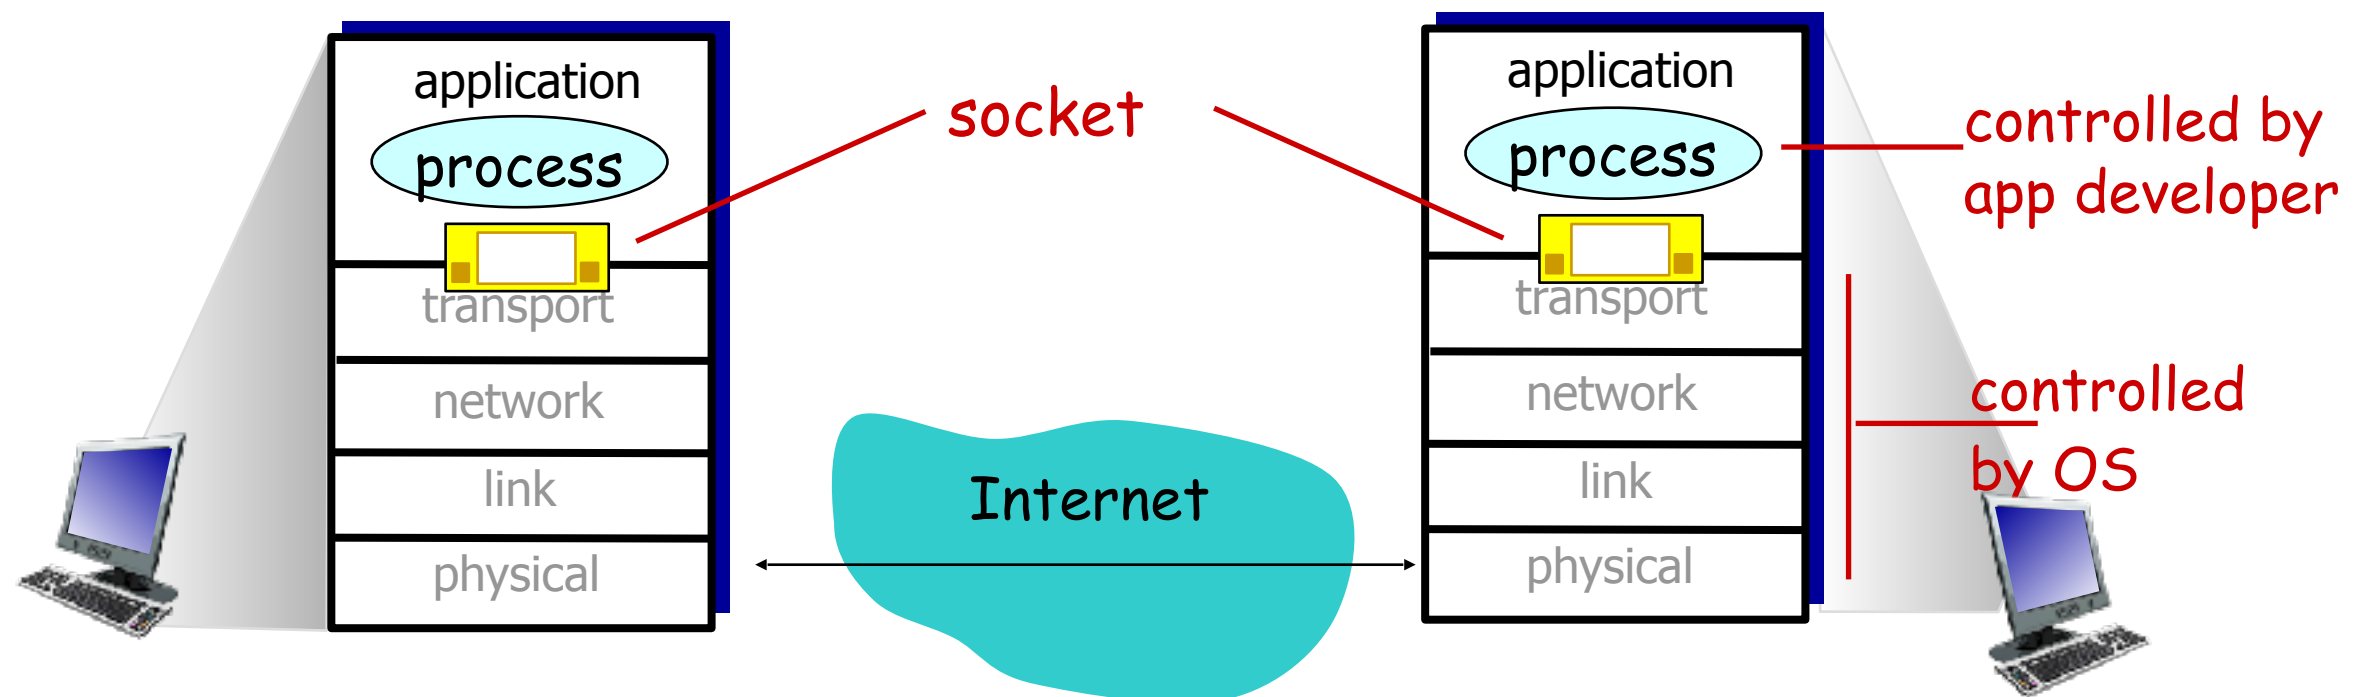 application
process
transport
network
link
physical
socket
Internet
application
process
transport
network
link
physical
controlled by
app developer
controlled
by OS